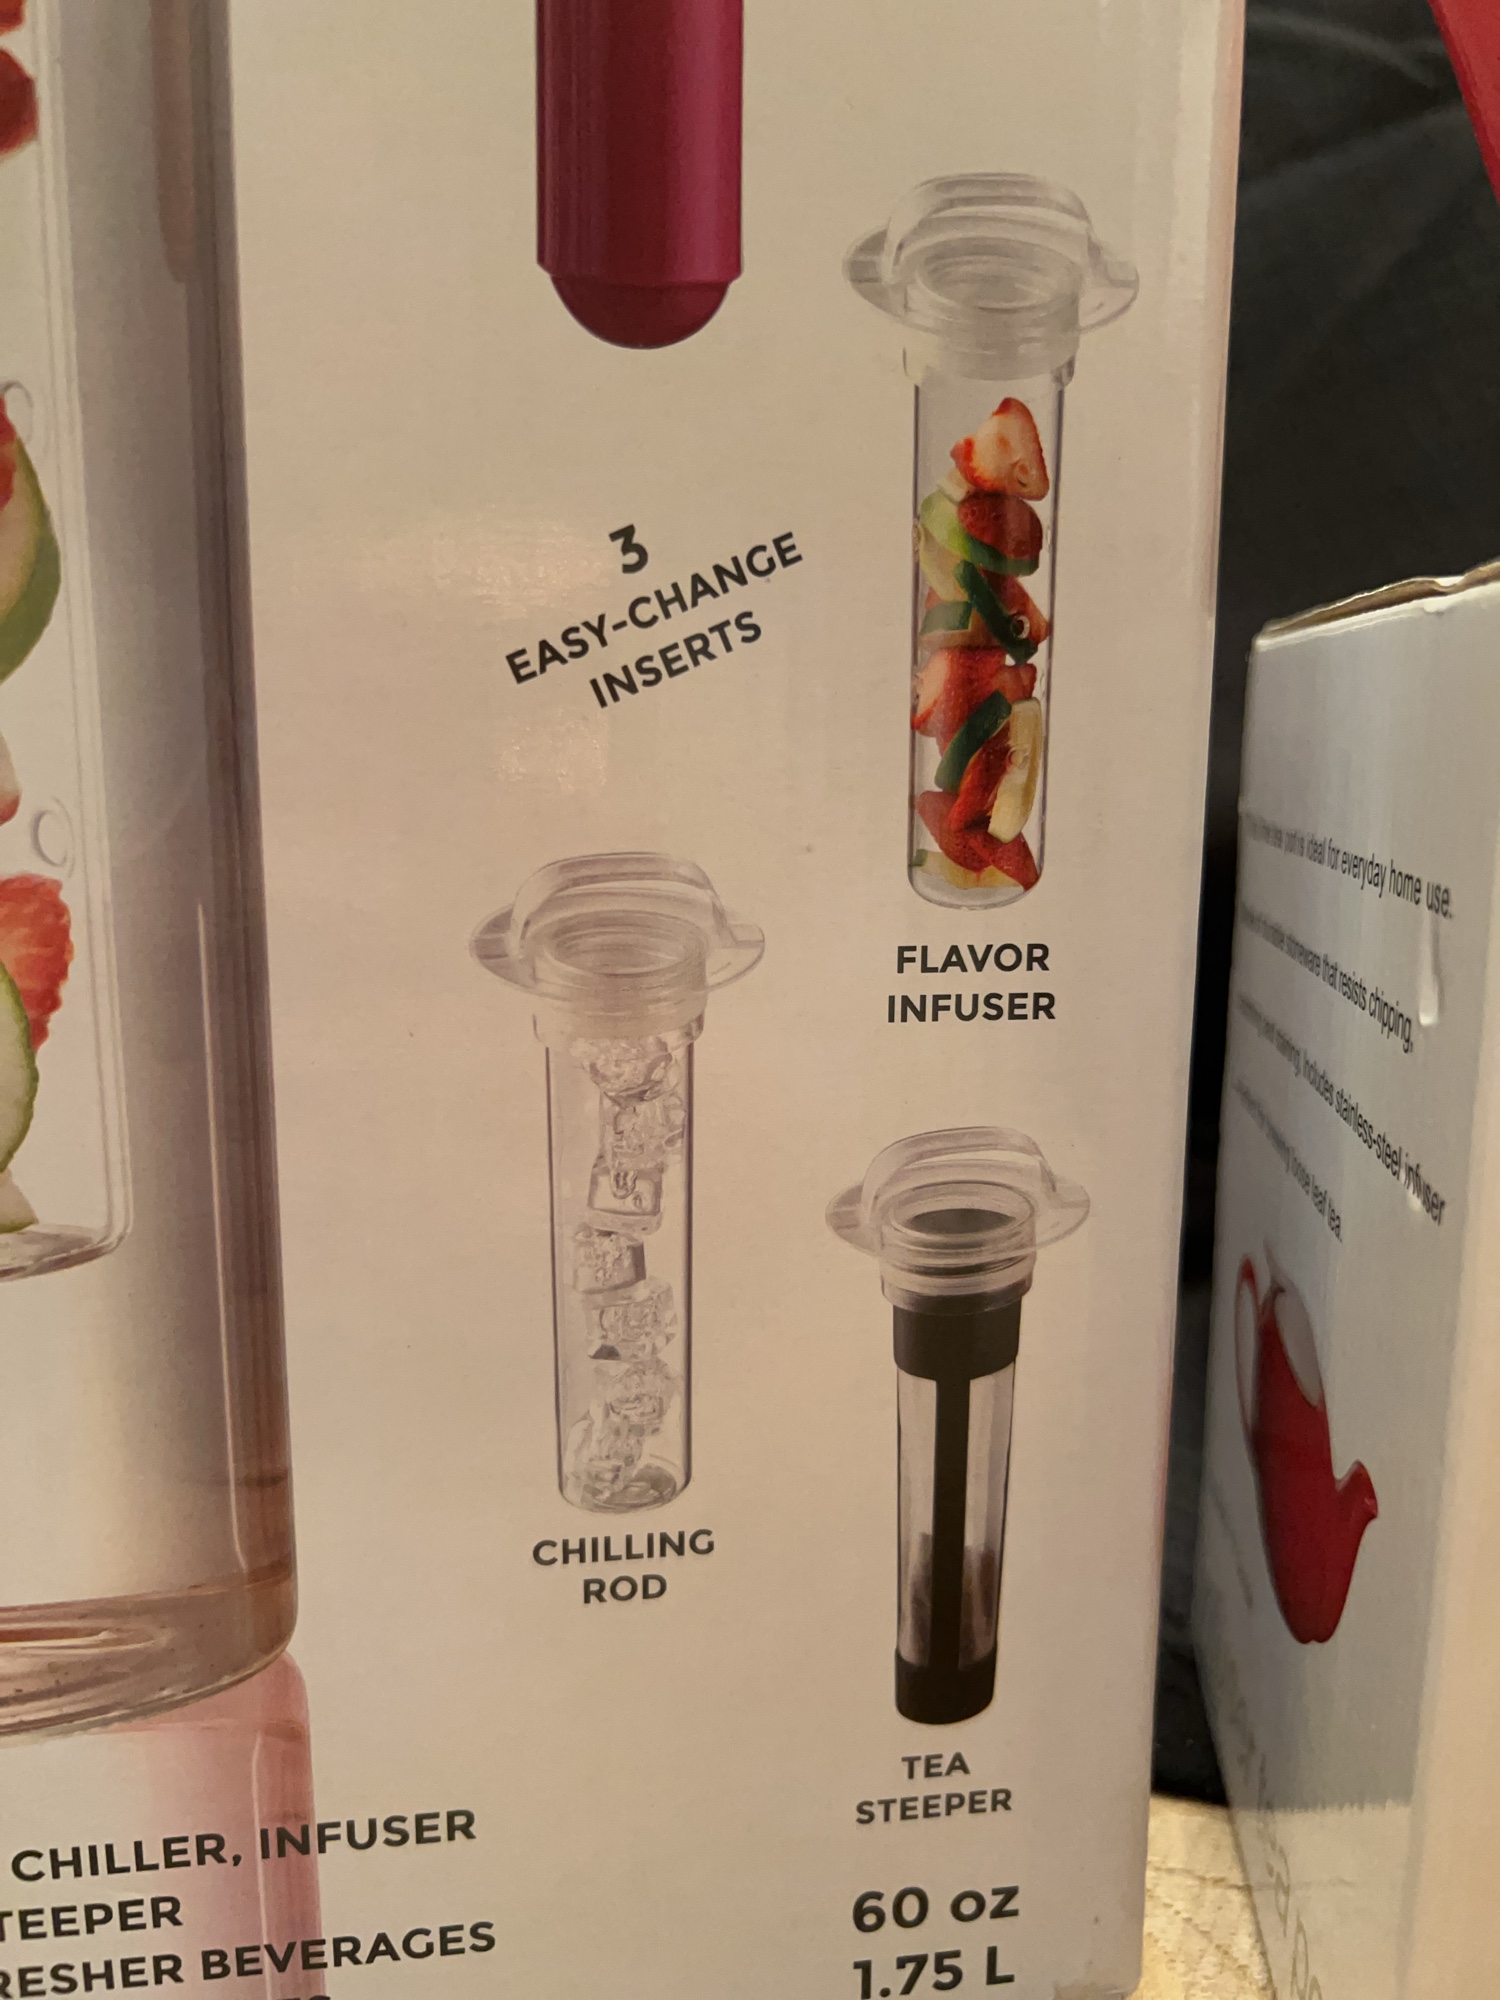 3
EASY-CHANGE
INSERTS
FLAVOR
INFUSER
CHILLING
ROD
TEA
STEEPER
CHILLER, INFUSER
TEEPER
RESHER BEVERAGES
60 oz
1.75 L
ideal for everyday home use.
stoneware that resists chipping,
Includes stainless-steel infuser
loose leaf tea.